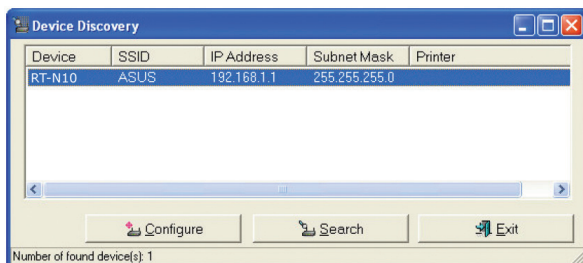 Device Discovery
Device SSID IP Address Subnet Mask Printer
RT-N10 ASUS 192.168.1.1 255.255.255.0
Configure Search Exit
Number of found device(s): 1